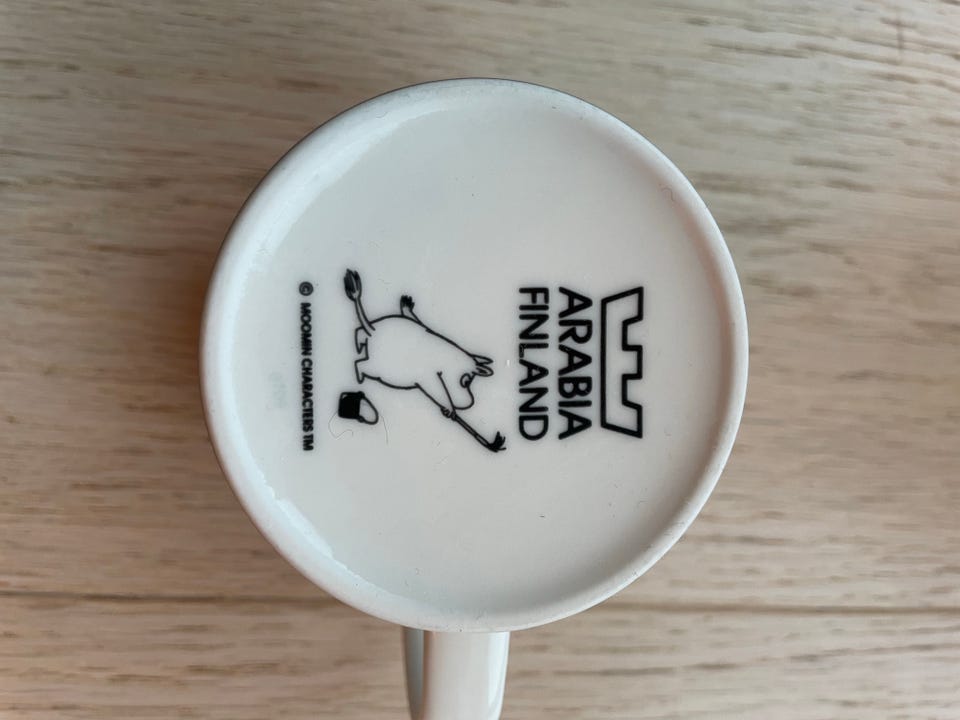 ARABIA
FINLAND
© MOOMIN CHARACTERS TM